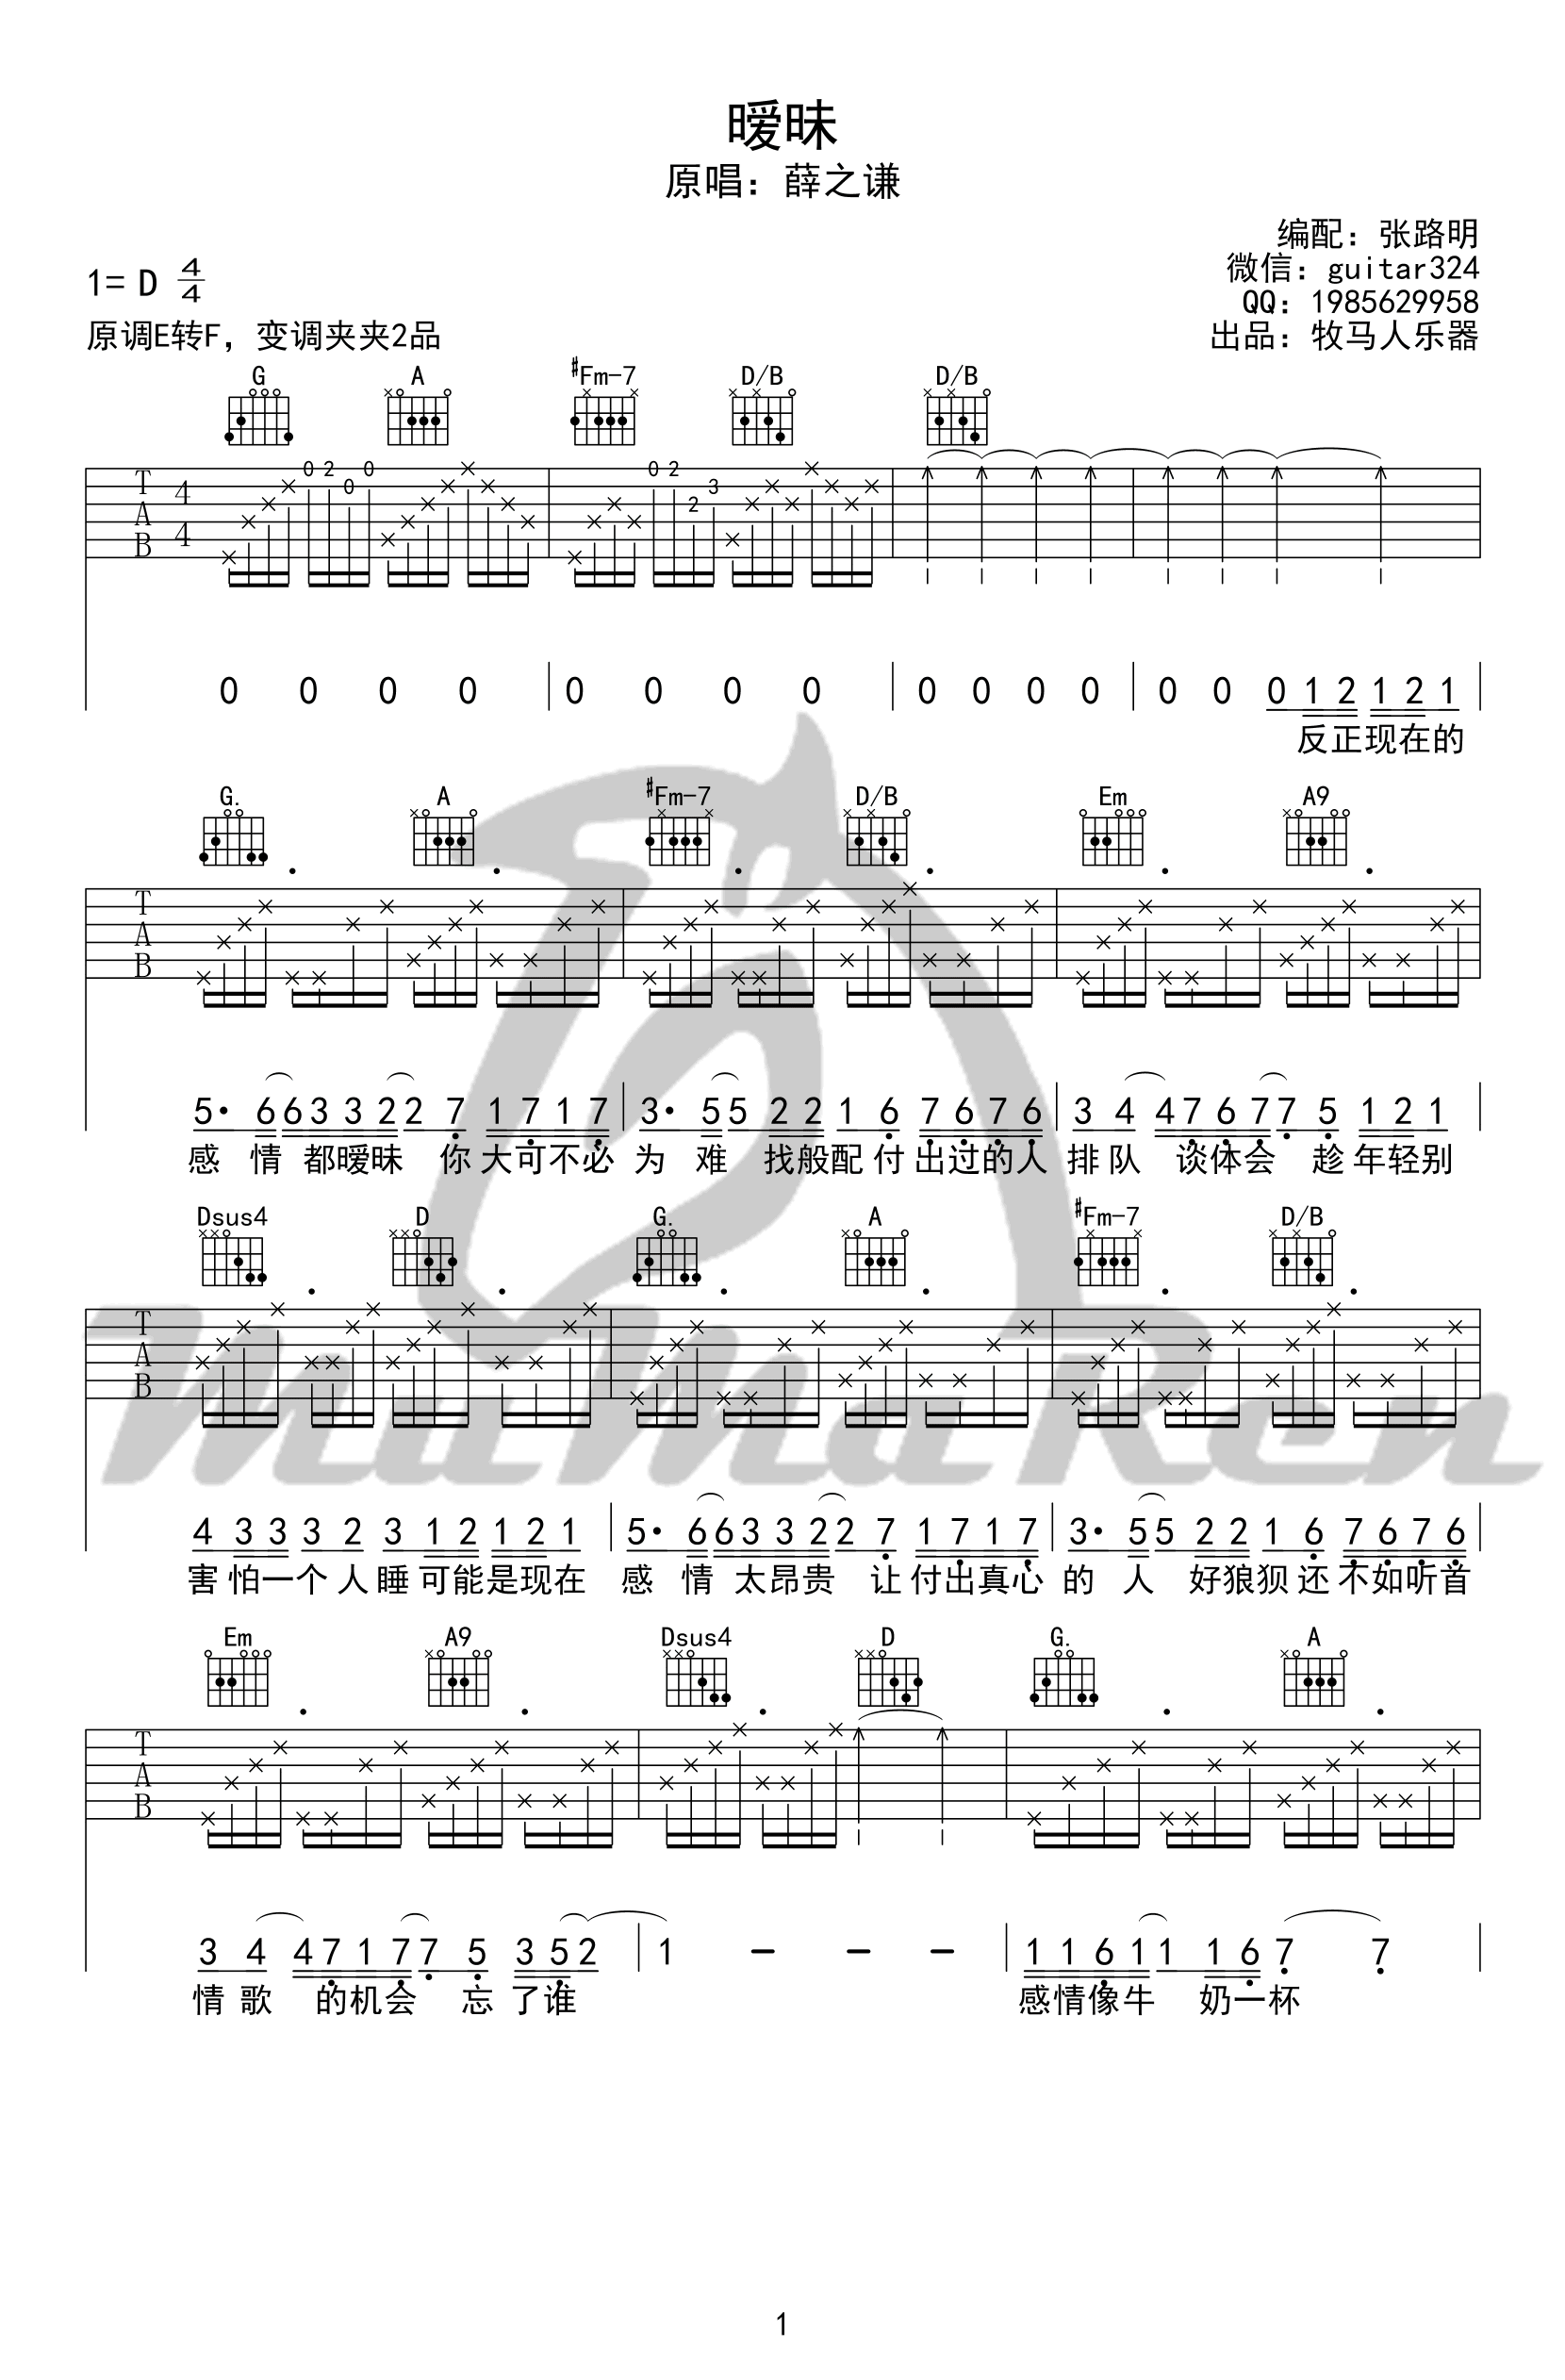 暧昧
原唱：薛之谦
编配：张路明
微信：guitar324
QQ：1985629958
出品：牧马人乐器
1= D 4/4
原调E转F，变调夹夹2品
G A #Fm-7 D/B D/B
0 2 0 0 0 2 2 3
T A B 4 4
0 0 0 0 0 0 0 0 0 0 0 0 0 0 0 1 2 1 2 1
反正现在的
G. A #Fm-7 D/B Em A9
T A B
5· 6 6 3 3 2 2 7 1 7 1 7 3· 5 5 2 2 1 6 7 6 7 6 3 4 4 7 6 7 7 5 1 2 1
感 情 都暧昧 你大可不必 为 难 找般配付出过的人 排队 谈体会 趁年轻别
Dsus4 D G. A #Fm-7 D/B
T A B
4 3 3 3 2 3 1 2 1 2 1 5· 6 6 3 3 2 2 7 1 7 1 7 3· 5 5 2 2 1 6 7 6 7 6
害怕一个人睡可能是现在 感 情 太昂贵 让付出真心 的 人 好狼狈还不如听首
Em A9 Dsus4 D G. A
T A B
3 4 4 7 1 7 7 5 3 5 2 1 - - - 1 1 6 1 1 1 6 7 7
情歌 的机会 忘了谁 感情像牛 奶一杯
MuMaRen
1